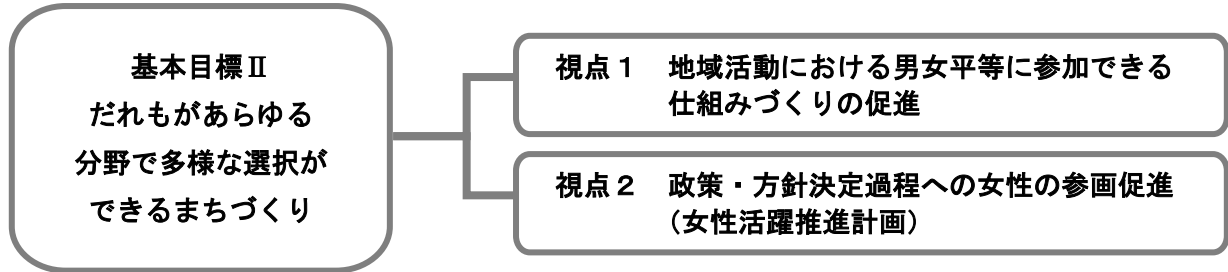 基本目標Ⅱ
だれもがあらゆる
分野で多様な選択が
できるまちづくり
視点１　地域活動における男女平等に参加できる
仕組みづくりの促進
視点２　政策・方針決定過程への女性の参画促進
（女性活躍推進計画）